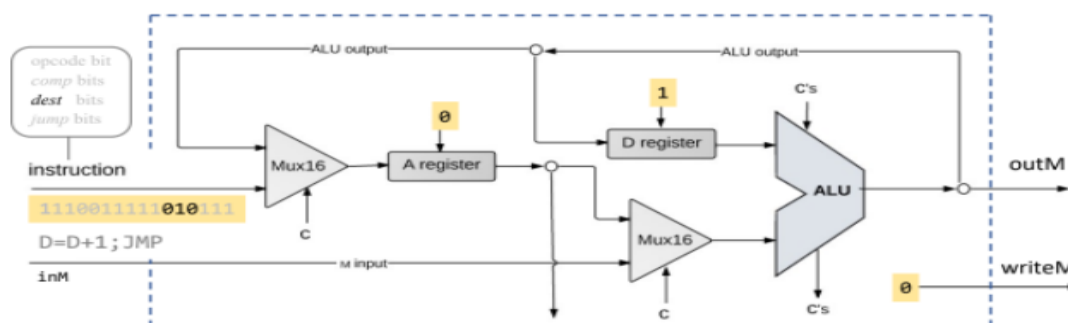 ALU output
ALU output
opcode bit
comp bits
dest bits
jump bits
C's
1
0
D register
Mux16
A register
instruction
ALU
outM
1110011111010111
C
Mux16
D=D+1;JMP
M input
inM
0
writeM
C
C's